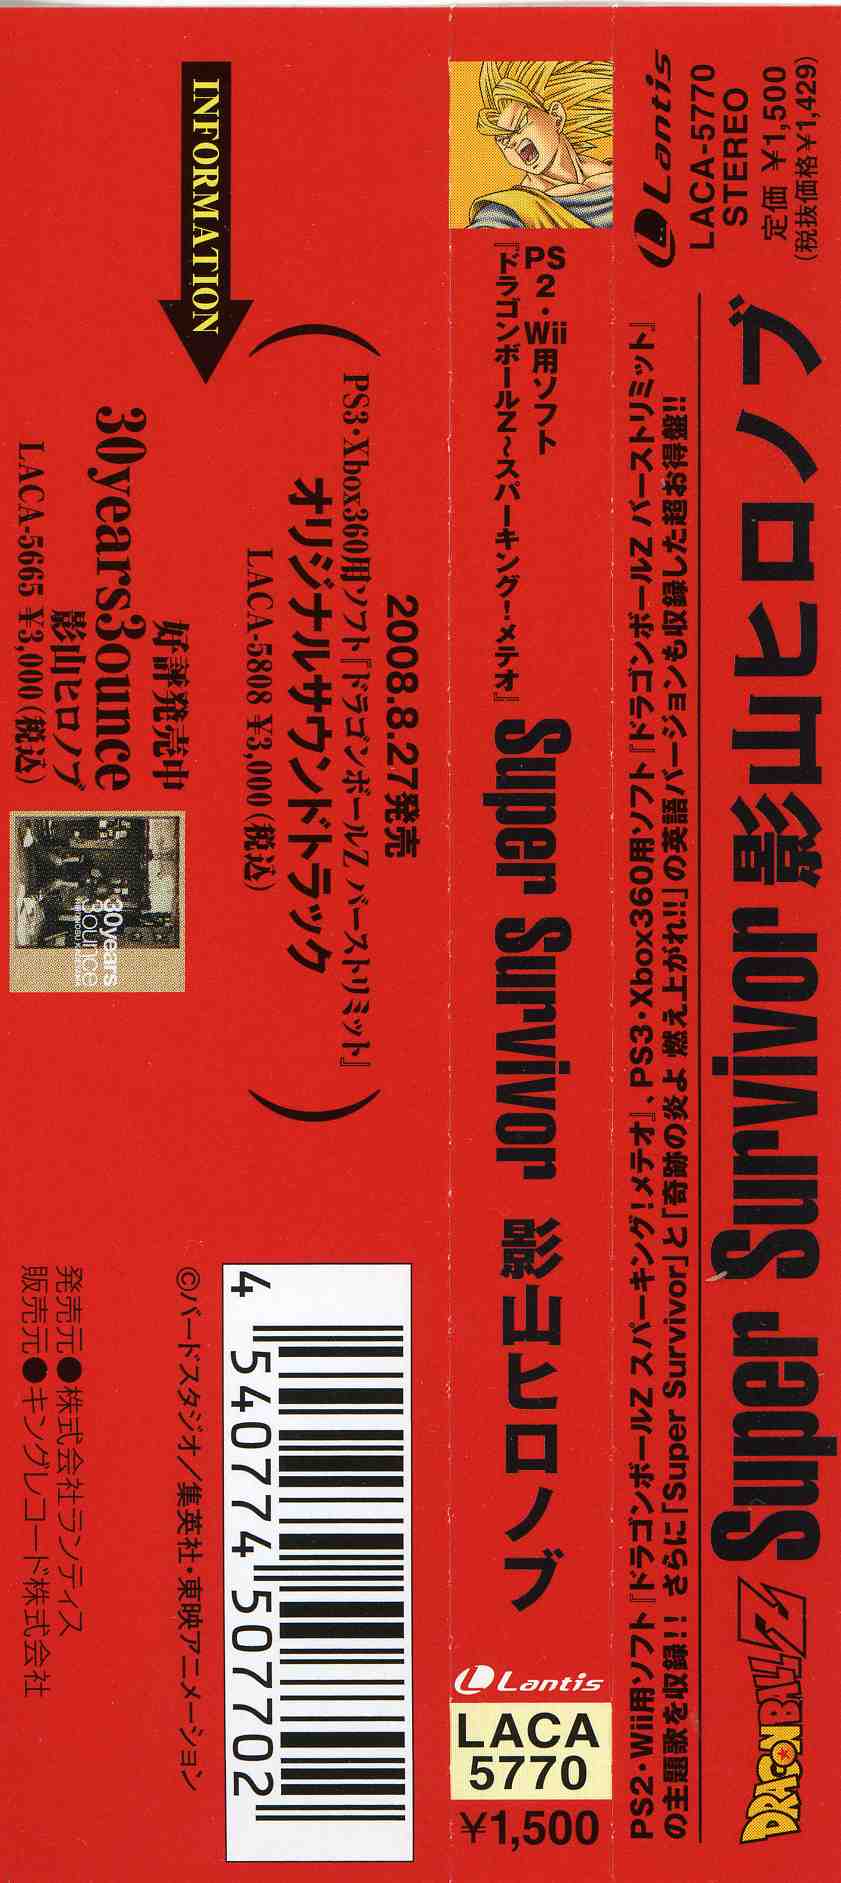 Lantis
LACA-5770
STEREO
定価 ¥1,500
(税抜価格¥1,429)
DRAGON BALL Z
Super Survivor 影山ヒロノブ
PS2・Wii用ソフト『ドラゴンボールZ スパーキング!メテオ』、PS3・Xbox360用ソフト『ドラゴンボールZ バーストリミット』
の主題歌を収録!! さらに「Super Survivor」と「奇跡の炎よ 燃え上がれ!!」の英語バージョンも収録した超お得盤!!
PS2・Wii用ソフト
『ドラゴンボールZ～スパーキング!メテオ』
Super Survivor 影山ヒロノブ
Lantis
LACA
5770
¥1,500
INFORMATION
2008.8.27発売
PS3・Xbox360用ソフト『ドラゴンボールZ バーストリミット』
オリジナルサウンドトラック
LACA-5808 ¥3,000(税込)
好評発売中
30years3ounce
影山ヒロノブ
LACA-5665 ¥3,000(税込)
30years
3ounce
4 540774 507702
©バードスタジオ/集英社・東映アニメーション
発売元●株式会社ランティス
販売元●キングレコード株式会社